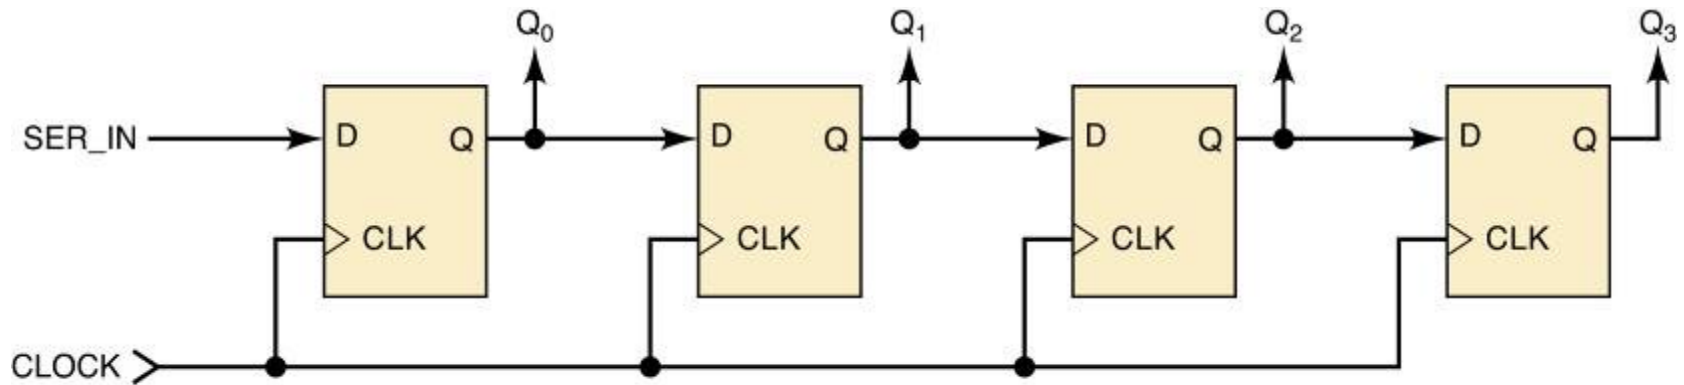 Q₀ Q₁ Q₂ Q₃
SER_IN D Q D Q D Q D Q
CLK CLK CLK CLK
CLOCK